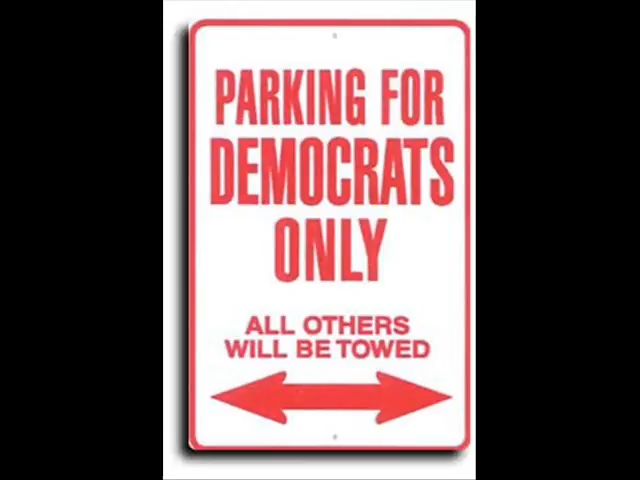 PARKING FOR
DEMOCRATS
ONLY
ALL OTHERS
WILL BE TOWED